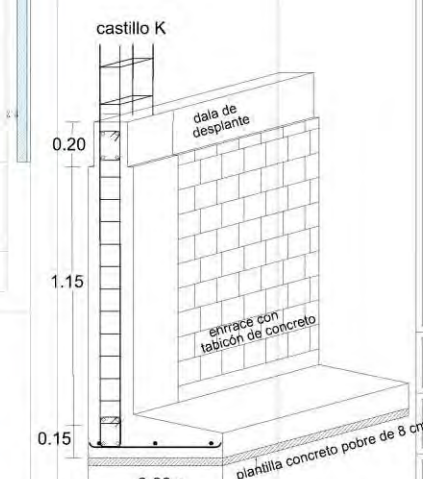 castillo K
dala de
desplante
0.20
1.15
enrrace con
tabicón de concreto
0.15
plantilla concreto pobre de 8 cm